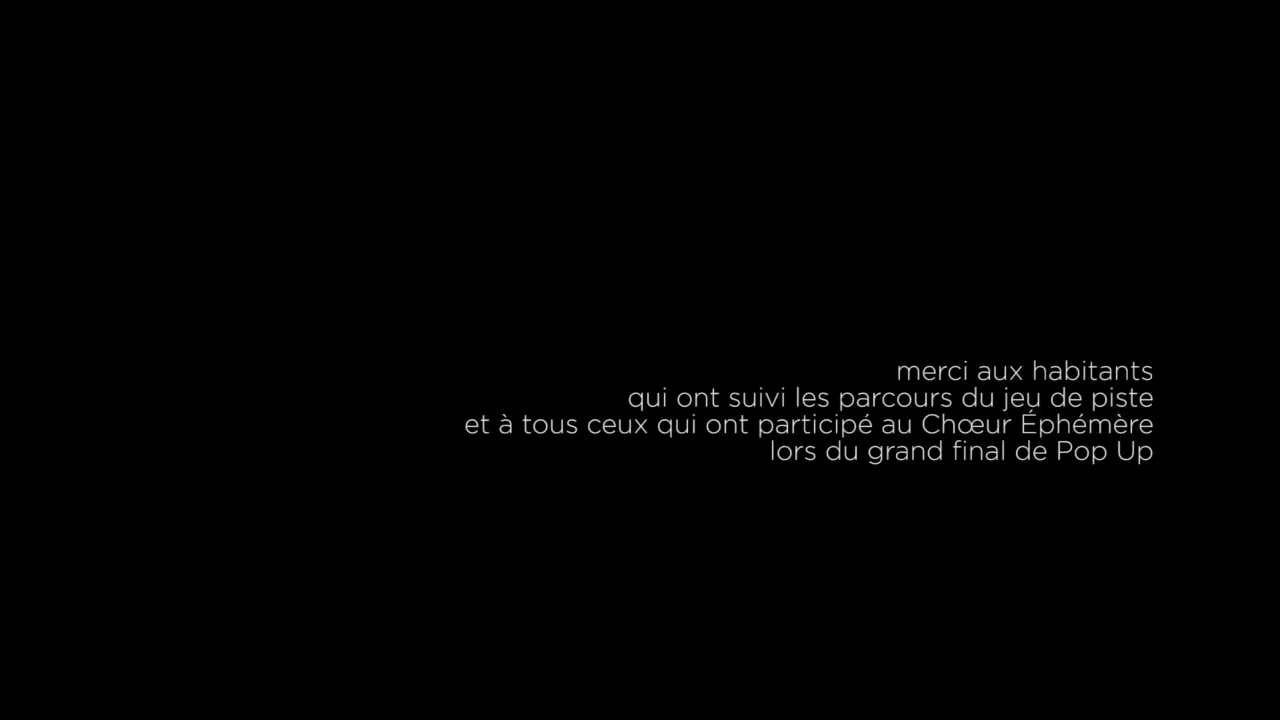 merci aux habitants
qui ont suivi les parcours du jeu de piste
et à tous ceux qui ont participé au Chœur Éphémère
lors du grand final de Pop Up